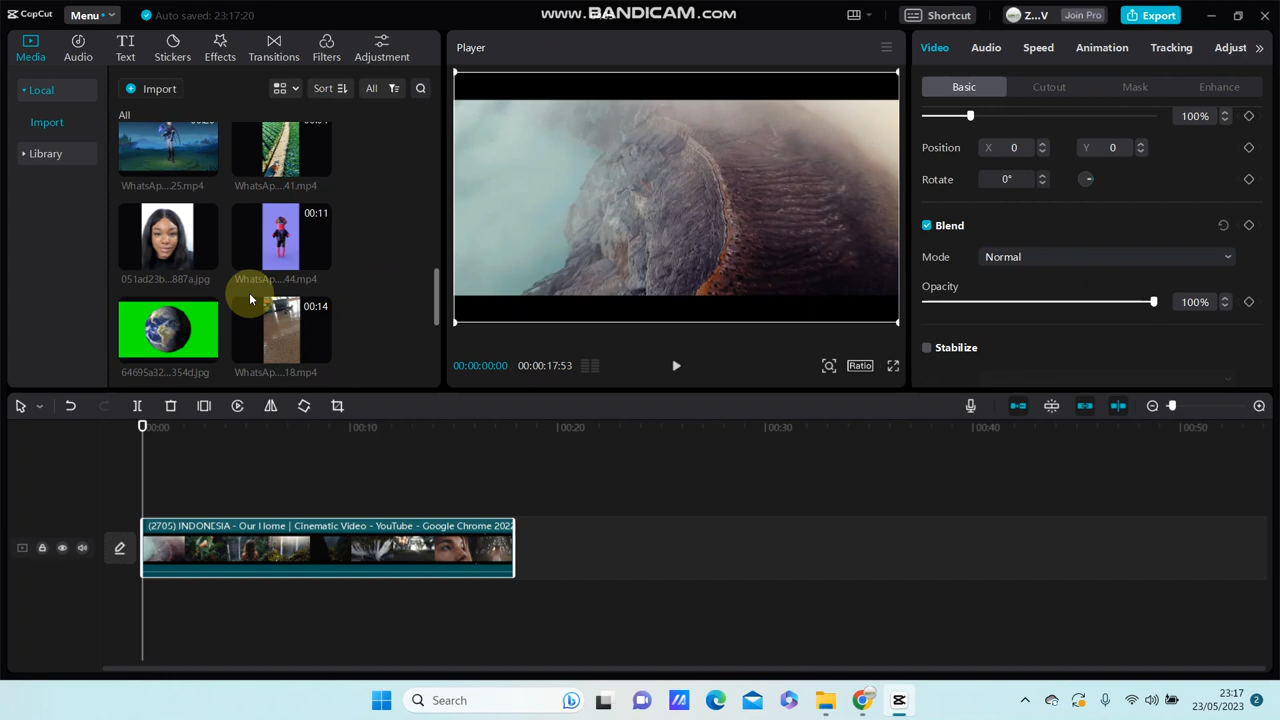 CapCut
Menu
Auto saved: 23:17:20
www.BANDICAM.com
Shortcut
Z...V
Join Pro
Export
Media
Audio
Text
Stickers
Effects
Transitions
Filters
Adjustment
Player
Video
Audio
Speed
Animation
Tracking
Adjust
Local
Import
Library
Import
Sort
All
All
WhatsAp....25.mp4
WhatsAp....41.mp4
00:11
051ad23b...887a.jpg
WhatsAp....44.mp4
00:14
64695a32...354d.jpg
WhatsAp....18.mp4
00:00:00:00
00:00:17:53
Ratio
Basic
Cutout
Mask
Enhance
100%
Position
X 0
Y 0
Rotate
0°
Blend
Mode
Normal
Opacity
100%
Stabilize
00:00
00:10
00:20
00:30
00:40
00:50
(2705) INDONESIA - Our Home | Cinematic Video - YouTube - Google Chrome 2022
Search
23:17
23/05/2023